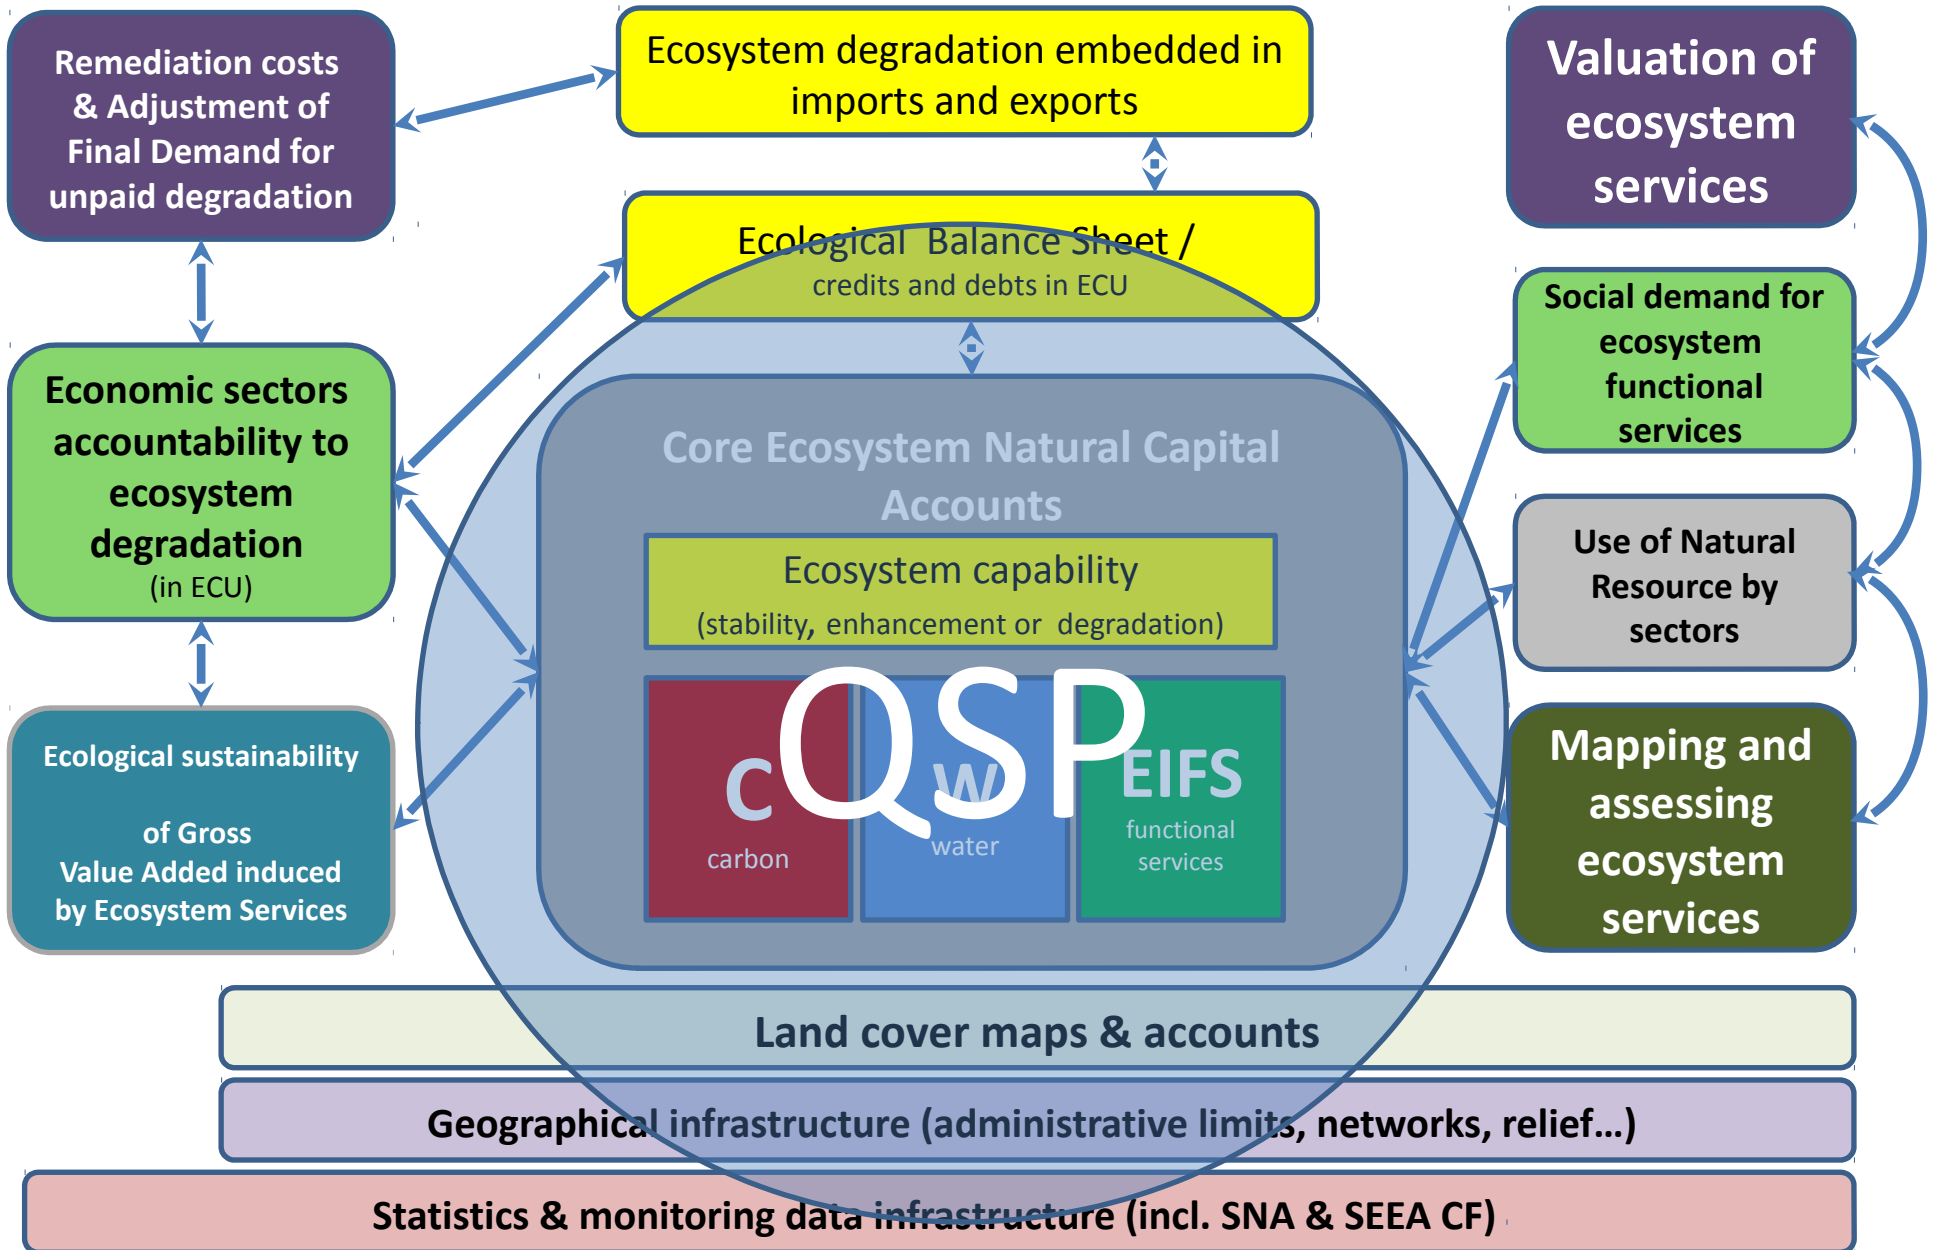 Remediation costs
& Adjustment of
Final Demand for
unpaid degradation
Ecosystem degradation embedded in
imports and exports
Valuation of
ecosystem
services
Ecological Balance Sheet /
credits and debts in ECU
Social demand for
ecosystem
functional
services
Economic sectors
accountability to
ecosystem
degradation
(in ECU)
Core Ecosystem Natural Capital
Accounts
Ecosystem capability
(stability, enhancement or degradation)
Use of Natural
Resource by
sectors
QSP
C
carbon
W
water
EIFS
functional
services
Ecological sustainability
of Gross
Value Added induced
by Ecosystem Services
Mapping and
assessing
ecosystem
services
Land cover maps & accounts
Geographical infrastructure (administrative limits, networks, relief...)
Statistics & monitoring data infrastructure (incl. SNA & SEEA CF)